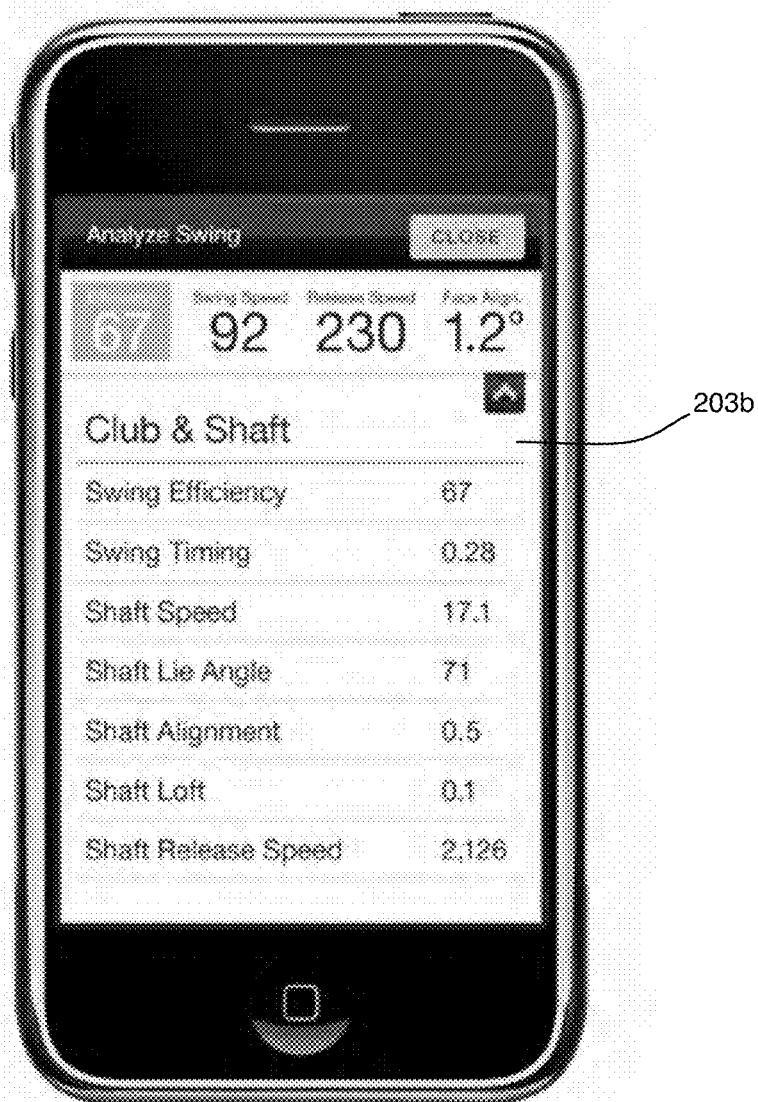 Analyze Swing CLOSE
Swing Speed Release Speed Face Align.
67 92 230 1.2°
Club & Shaft
203b
Swing Efficiency 67
Swing Timing 0.28
Shaft Speed 17.1
Shaft Lie Angle 71
Shaft Alignment 0.5
Shaft Loft 0.1
Shaft Release Speed 2,126